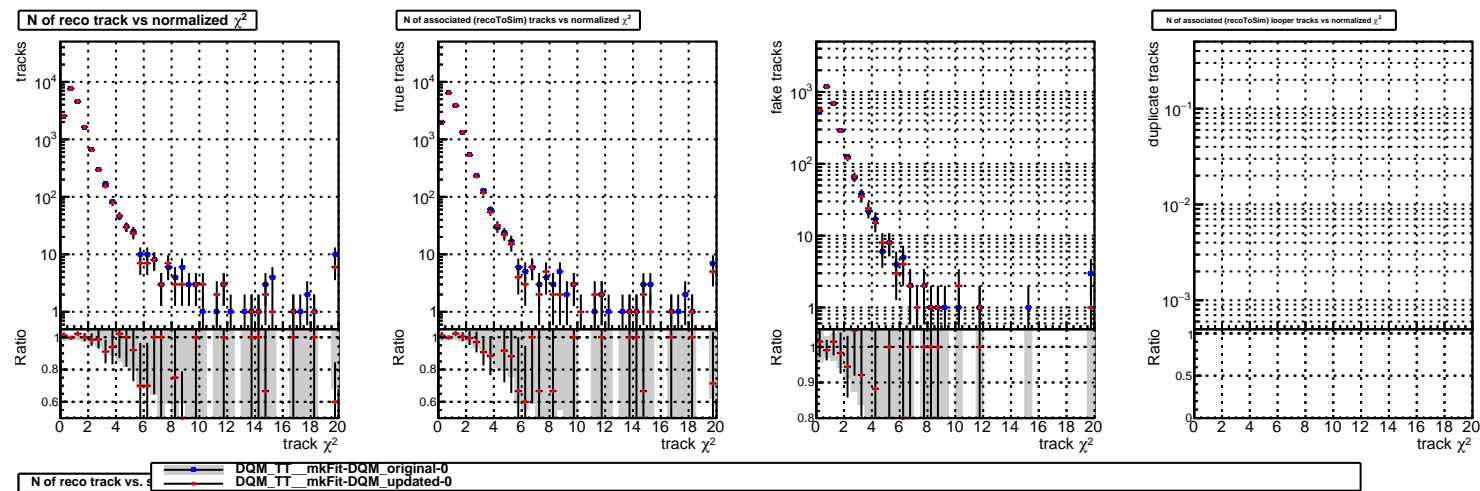 N of reco track vs normalized χ²
tracks
10⁴
10³
10²
10
1
Ratio
1
0.8
0.6
0 2 4 6 8 10 12 14 16 18 20
track χ²
N of associated (recoToSim) tracks vs normalized χ²
true tracks
10⁴
10³
10²
10
1
Ratio
1
0.8
0.6
0 2 4 6 8 10 12 14 16 18 20
track χ²
fake tracks
10³
10²
10
1
Ratio
1
0.9
0.8
0 2 4 6 8 10 12 14 16 18 20
track χ²
N of associated (recoToSim) looper tracks vs normalized χ²
duplicate tracks
10⁻¹
10⁻²
10⁻³
Ratio
1
0.5
0
0 2 4 6 8 10 12 14 16 18 20
track χ²
N of reco track vs.
DQM_TT__mkFit-DQM_original-0
DQM_TT__mkFit-DQM_updated-0